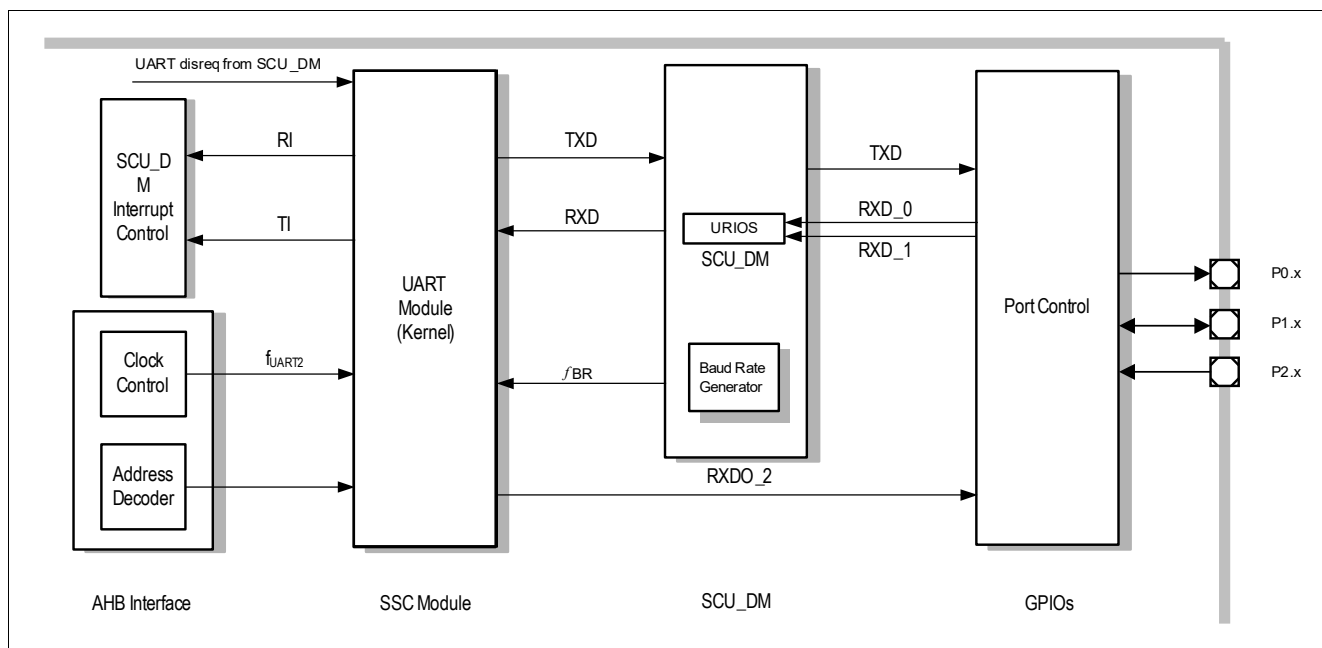 UART disreq from SCU_DM
SCU_D
M
Interrupt
Control
RI
TI
UART
Module
(Kernel)
TXD
RXD
URIOS
SCU_DM
TXD
RXD_0
RXD_1
Port Control
P0.x
P1.x
P2.x
Clock
Control
fUART2
fBR
Baud Rate
Generator
Address
Decoder
RXDO_2
AHB Interface
SSC Module
SCU_DM
GPIOs